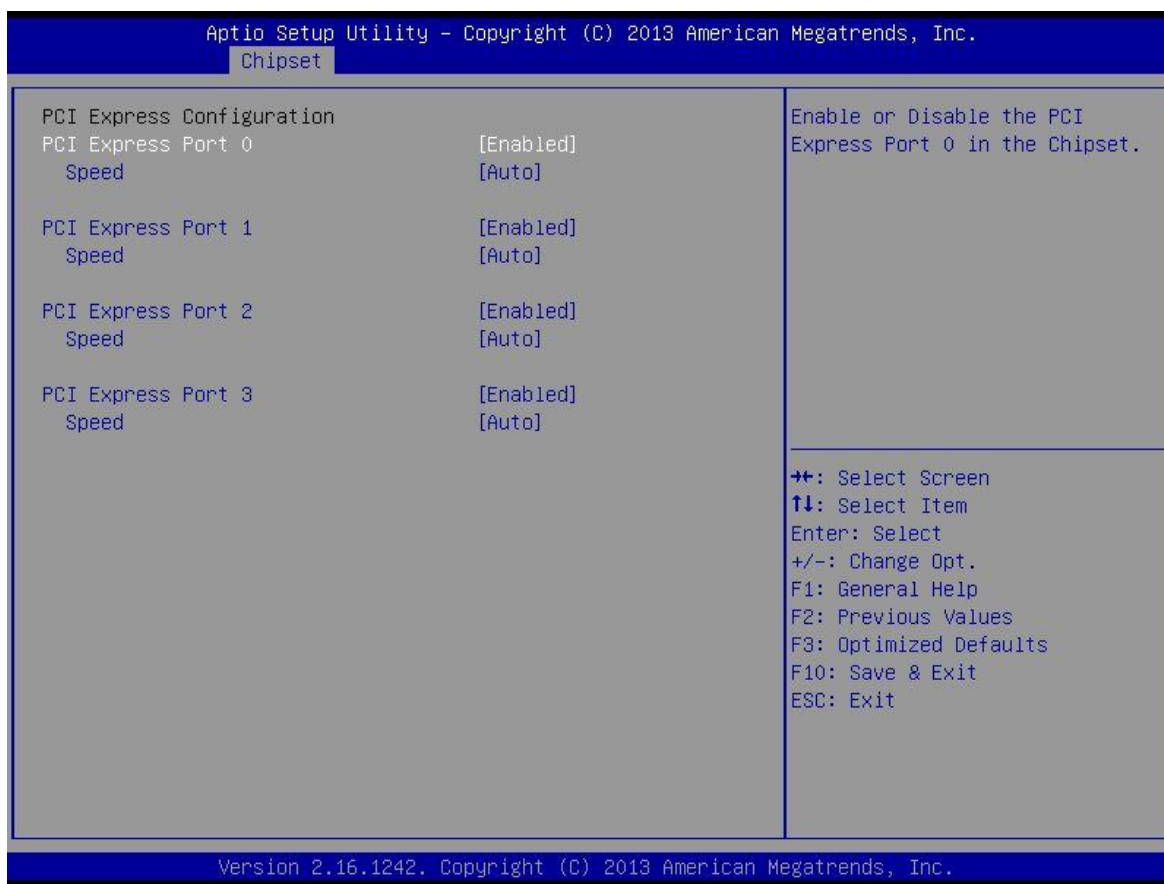 Aptio Setup Utility – Copyright (C) 2013 American Megatrends, Inc.
Chipset
PCI Express Configuration
PCI Express Port 0 [Enabled]
Speed [Auto]
PCI Express Port 1 [Enabled]
Speed [Auto]
PCI Express Port 2 [Enabled]
Speed [Auto]
PCI Express Port 3 [Enabled]
Speed [Auto]
Enable or Disable the PCI
Express Port 0 in the Chipset.
→←: Select Screen
↑↓: Select Item
Enter: Select
+/-: Change Opt.
F1: General Help
F2: Previous Values
F3: Optimized Defaults
F10: Save & Exit
ESC: Exit
Version 2.16.1242. Copyright (C) 2013 American Megatrends, Inc.